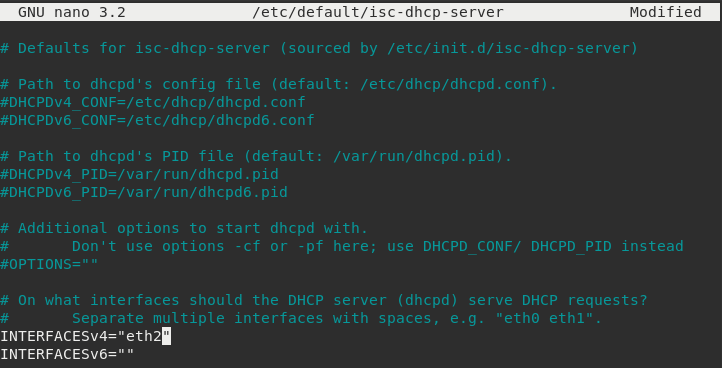 GNU nano 3.2 /etc/default/isc-dhcp-server Modified
# Defaults for isc-dhcp-server (sourced by /etc/init.d/isc-dhcp-server)
# Path to dhcpd's config file (default: /etc/dhcp/dhcpd.conf).
#DHCPDv4_CONF=/etc/dhcp/dhcpd.conf
#DHCPDv6_CONF=/etc/dhcp/dhcpd6.conf
# Path to dhcpd's PID file (default: /var/run/dhcpd.pid).
#DHCPDv4_PID=/var/run/dhcpd.pid
#DHCPDv6_PID=/var/run/dhcpd6.pid
# Additional options to start dhcpd with.
#       Don't use options -cf or -pf here; use DHCPD_CONF/ DHCPD_PID instead
#OPTIONS=""
# On what interfaces should the DHCP server (dhcpd) serve DHCP requests?
#       Separate multiple interfaces with spaces, e.g. "eth0 eth1".
INTERFACESv4="eth2"
INTERFACESv6=""